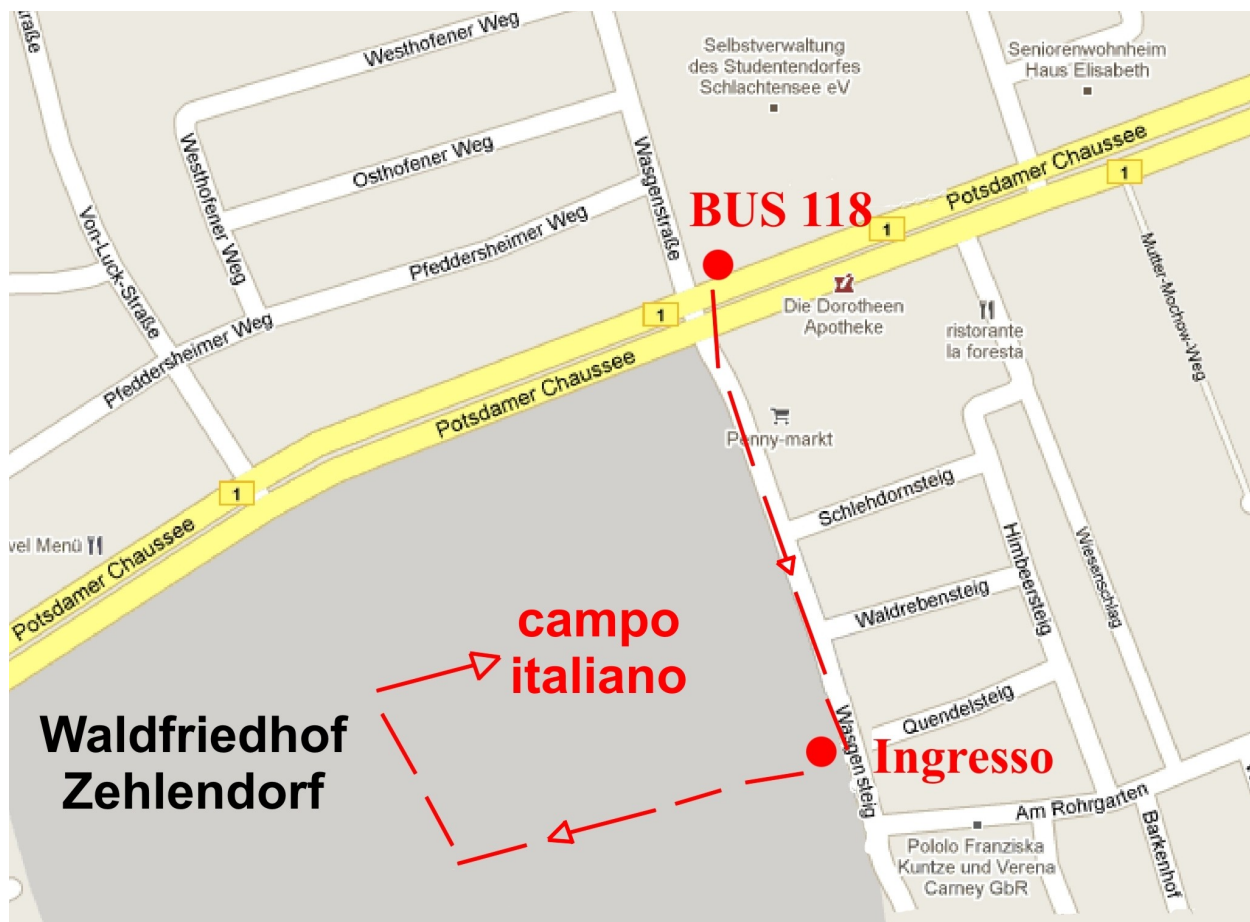 raße
Westhofener Weg
Selbstverwaltung
des Studentendorfes
Schlachtensee eV
Seniorenwohnheim
Haus Elisabeth
Westhofener Weg
Osthofener Weg
Wasgenstraße
Potsdamer Chaussee
1
BUS 118
1
Von-Luck-Straße
Pfeddersheimer Weg
Mutter-Mochow-Weg
Die Dorotheen
Apotheke
1
ristorante
la foresta
Pfeddersheimer Weg
Potsdamer Chaussee
Penny-markt
1
Schlehdornsteig
vel Menü
Potsdamer Chaussee
Himbeersteig
Wiesenschlag
Waldrebensteig
campo
italiano
Waldfriedhof
Zehlendorf
Quendelsteig
Wasgensteig
Ingresso
Am Rohrgarten
Barkenhof
Pololo Franziska
Kuntze und Verena
Carney GbR